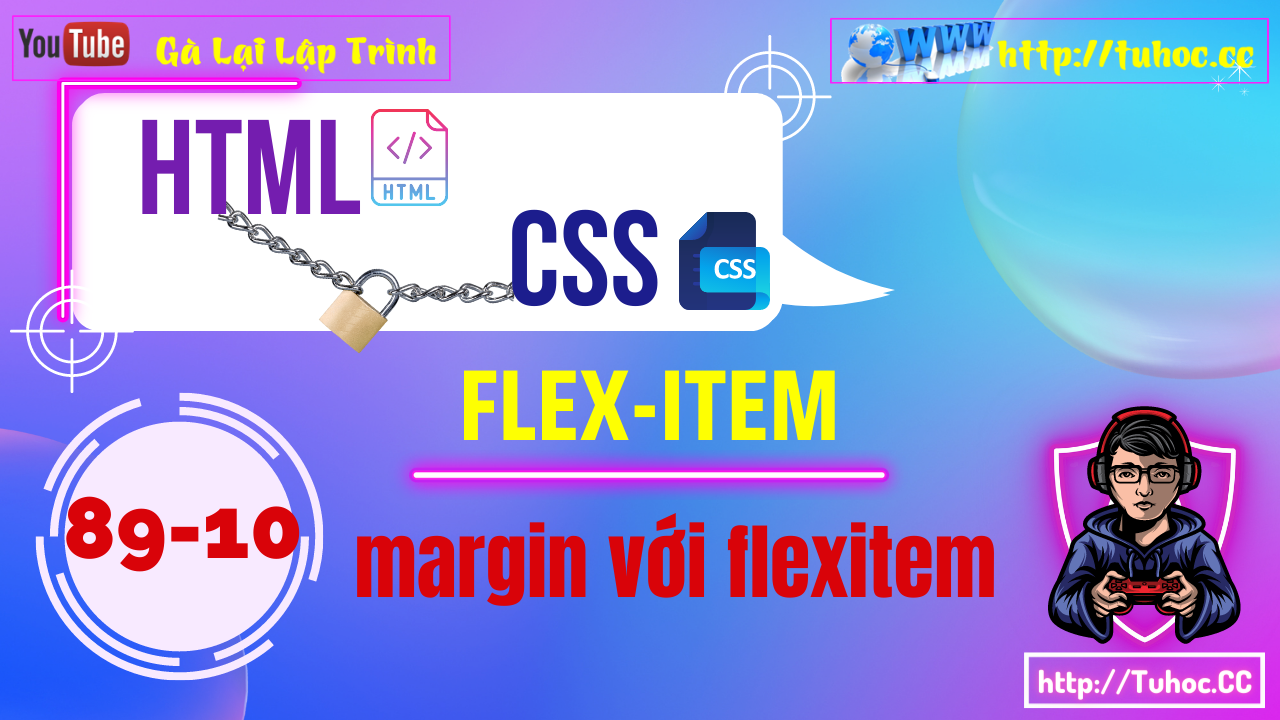 YouTube
Gà Lại Lập Trình
WWW
http://tuhoc.cc
HTML
</>
HTML
CSS
CSS
FLEX-ITEM
89-10
margin với flexitem
http://Tuhoc.CC